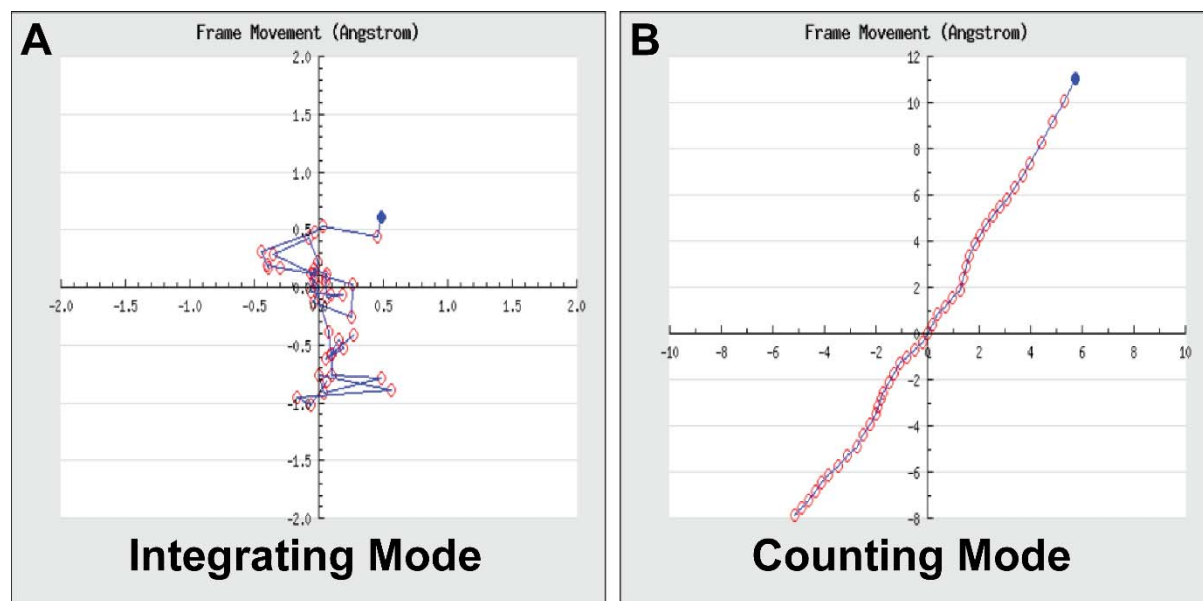 A
Frame Movement (Angstrom)
2.0
1.5
1.0
0.5
0.0
-2.0 -1.5 -1.0 -0.5 0.5 1.0 1.5 2.0
-0.5
-1.0
-1.5
-2.0
Integrating Mode
B
Frame Movement (Angstrom)
12
10
8
6
4
2
0
-10 -8 -6 -4 -2 0 2 4 6 8 10
-2
-4
-6
-8
Counting Mode